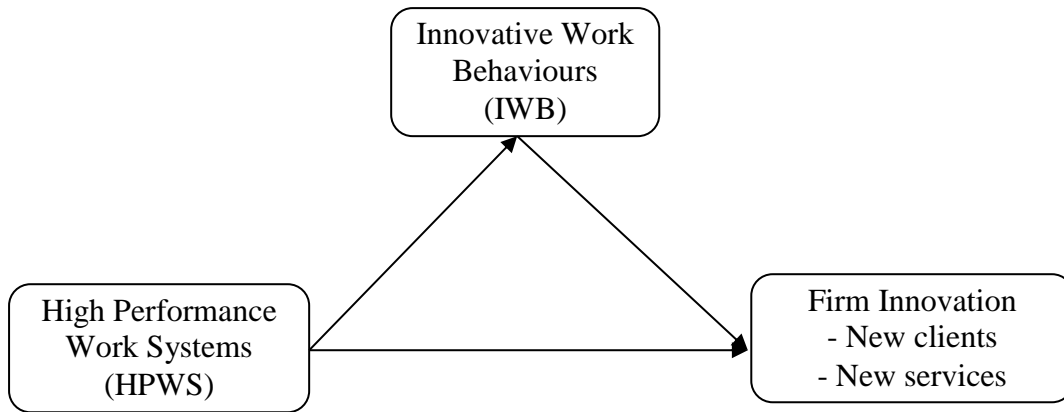 Innovative Work
Behaviours
(IWB)
High Performance
Work Systems
(HPWS)
Firm Innovation
- New clients
- New services